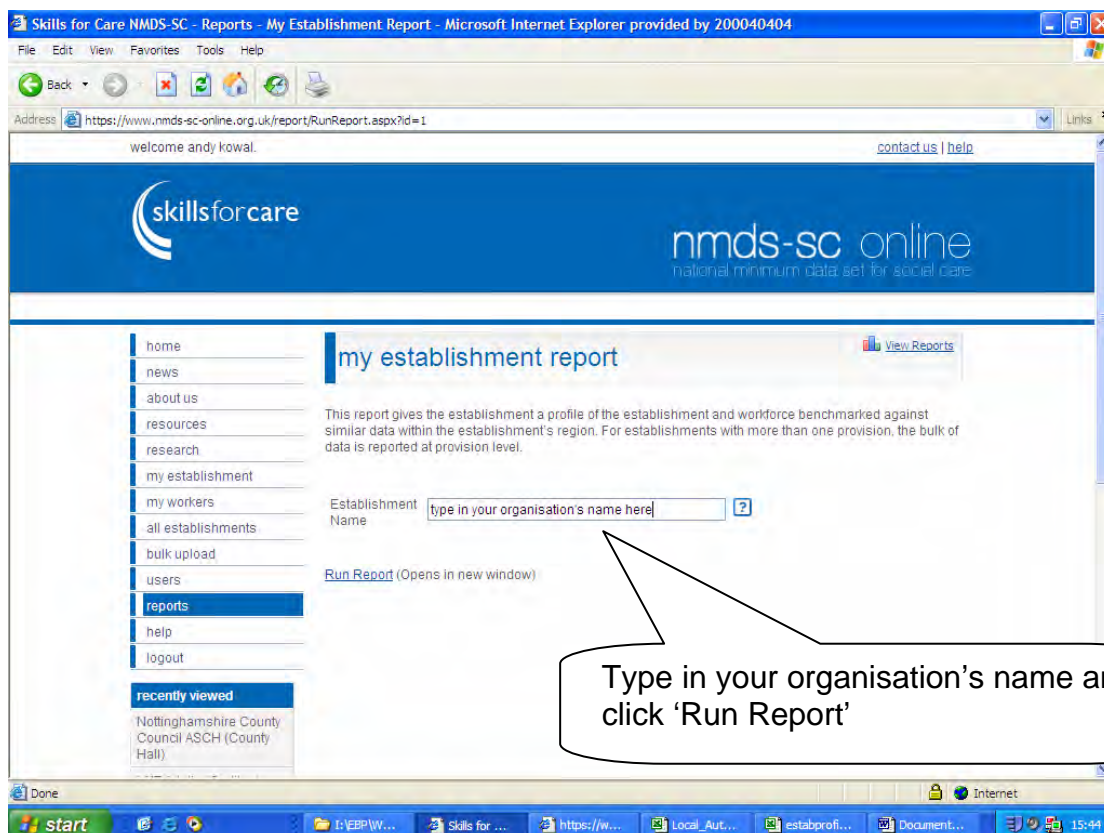 Skills for Care NMDS-SC - Reports - My Establishment Report - Microsoft Internet Explorer provided by 200040404
File Edit View Favorites Tools Help
Back
Address https://www.nmds-sc-online.org.uk/report/RunReport.aspx?id=1 Links
welcome andy kowal. contact us | help
skillsforcare
nmds-sc online
national minimum data set for social care
home
news
about us
resources
research
my establishment
my workers
all establishments
bulk upload
users
reports
help
logout
recently viewed
Nottinghamshire County
Council ASCH (County
Hall)
my establishment report View Reports
This report gives the establishment a profile of the establishment and workforce benchmarked against
similar data within the establishment's region. For establishments with more than one provision, the bulk of
data is reported at provision level.
Establishment
Name
type in your organisation's name here ?
Run Report (Opens in new window)
Type in your organisation's name
click 'Run Report'
Done Internet
start I:\EBP\W... Skills for ... https://w... Local_Aut... estabprofi... Document... 15:44